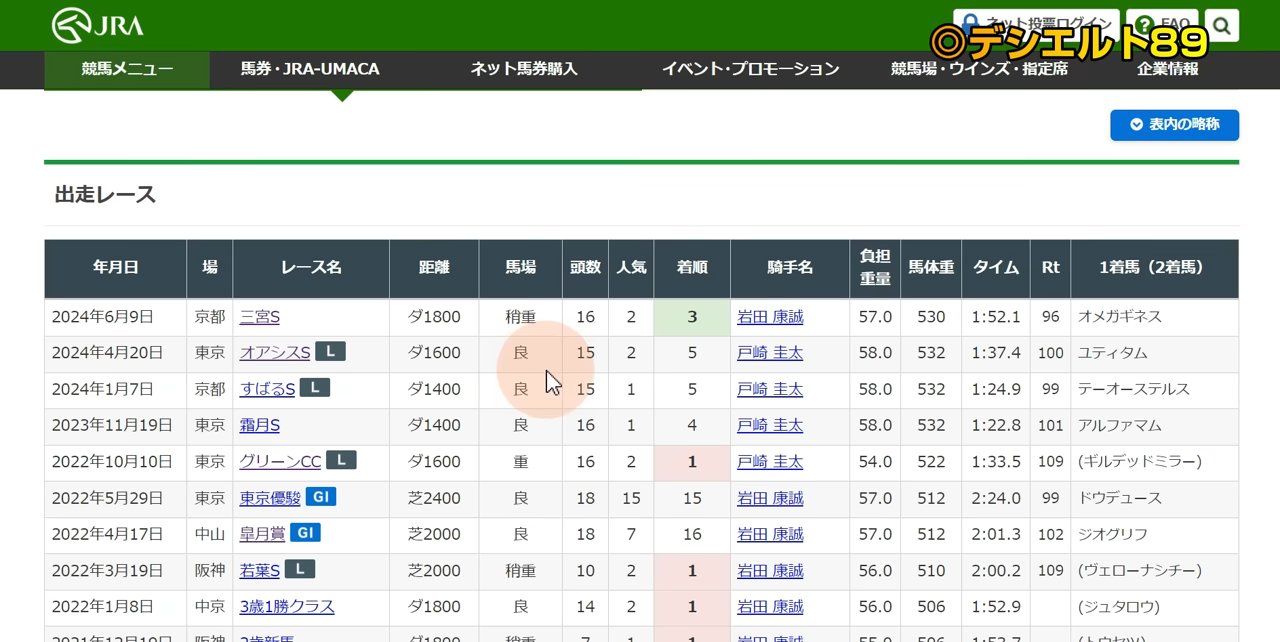 JRA
ネット投票ログイン
FAQ
◎デシエルト89
競馬メニュー 馬券・JRA-UMACA ネット馬券購入 イベント・プロモーション 競馬場・ウインズ・指定席 企業情報
表内の略称
出走レース
年月日 場 レース名 距離 馬場 頭数 人気 着順 騎手名 負担重量 馬体重 タイム Rt 1着馬（2着馬）
2024年6月9日 京都 三宮S ダ1800 稍重 16 2 3 岩田 康誠 57.0 530 1:52.1 96 オメガギネス
2024年4月20日 東京 オアシスS L ダ1600 良 15 2 5 戸崎 圭太 58.0 532 1:37.4 100 ユティタム
2024年1月7日 京都 すばるS L ダ1400 良 15 1 5 戸崎 圭太 58.0 532 1:24.9 99 テーオーステルス
2023年11月19日 東京 霜月S ダ1400 良 16 1 4 戸崎 圭太 58.0 532 1:22.8 101 アルファマム
2022年10月10日 東京 グリーンCC L ダ1600 重 16 2 1 戸崎 圭太 54.0 522 1:33.5 109 (ギルデッドミラー)
2022年5月29日 東京 東京優駿 GI 芝2400 良 18 15 15 岩田 康誠 57.0 512 2:24.0 99 ドウデュース
2022年4月17日 中山 皐月賞 GI 芝2000 良 18 7 16 岩田 康誠 57.0 512 2:01.3 102 ジオグリフ
2022年3月19日 阪神 若葉S L 芝2000 稍重 10 2 1 岩田 康誠 56.0 510 2:00.2 109 (ヴェローナシチー)
2022年1月8日 中京 3歳1勝クラス ダ1800 良 14 2 1 岩田 康誠 56.0 506 1:52.9 (ジュタロウ)